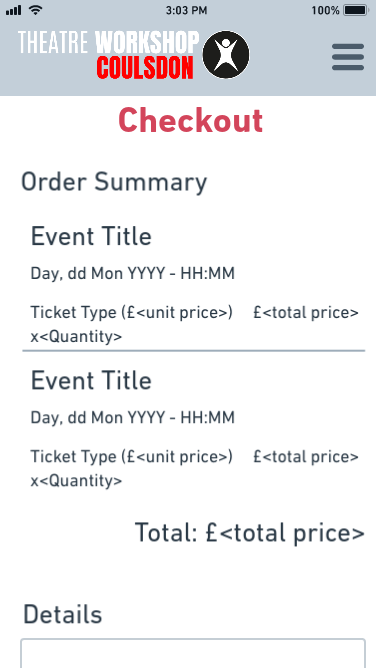 3:03 PM 100%
THEATRE WORKSHOP
COULSDON
Checkout
Order Summary
Event Title
Day, dd Mon YYYY - HH:MM
Ticket Type (£<unit price>) £<total price>
x<Quantity>
Event Title
Day, dd Mon YYYY - HH:MM
Ticket Type (£<unit price>) £<total price>
x<Quantity>
Total: £<total price>
Details